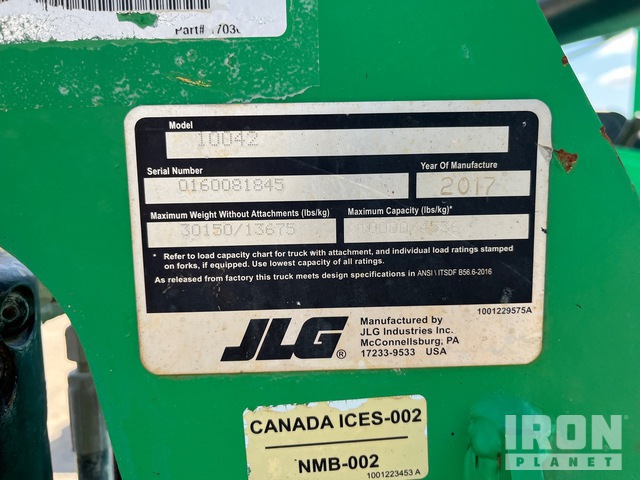 Part#
Model
10042
Serial Number
0160081845
Year Of Manufacture
2017
Maximum Weight Without Attachments (lbs/kg)
30150/13675
Maximum Capacity (lbs/kg)*
* Refer to load capacity chart for truck with attachment, and individual load ratings stamped
on forks, if equipped. Use lowest capacity of all ratings.
As released from factory this truck meets design specifications in ANSI \ ITSDF B56.6-2016
1001229575A
JLG®
Manufactured by
JLG Industries Inc.
McConnellsburg, PA
17233-9533 USA
CANADA ICES-002
NMB-002
1001223453 A
IRON
PLANET